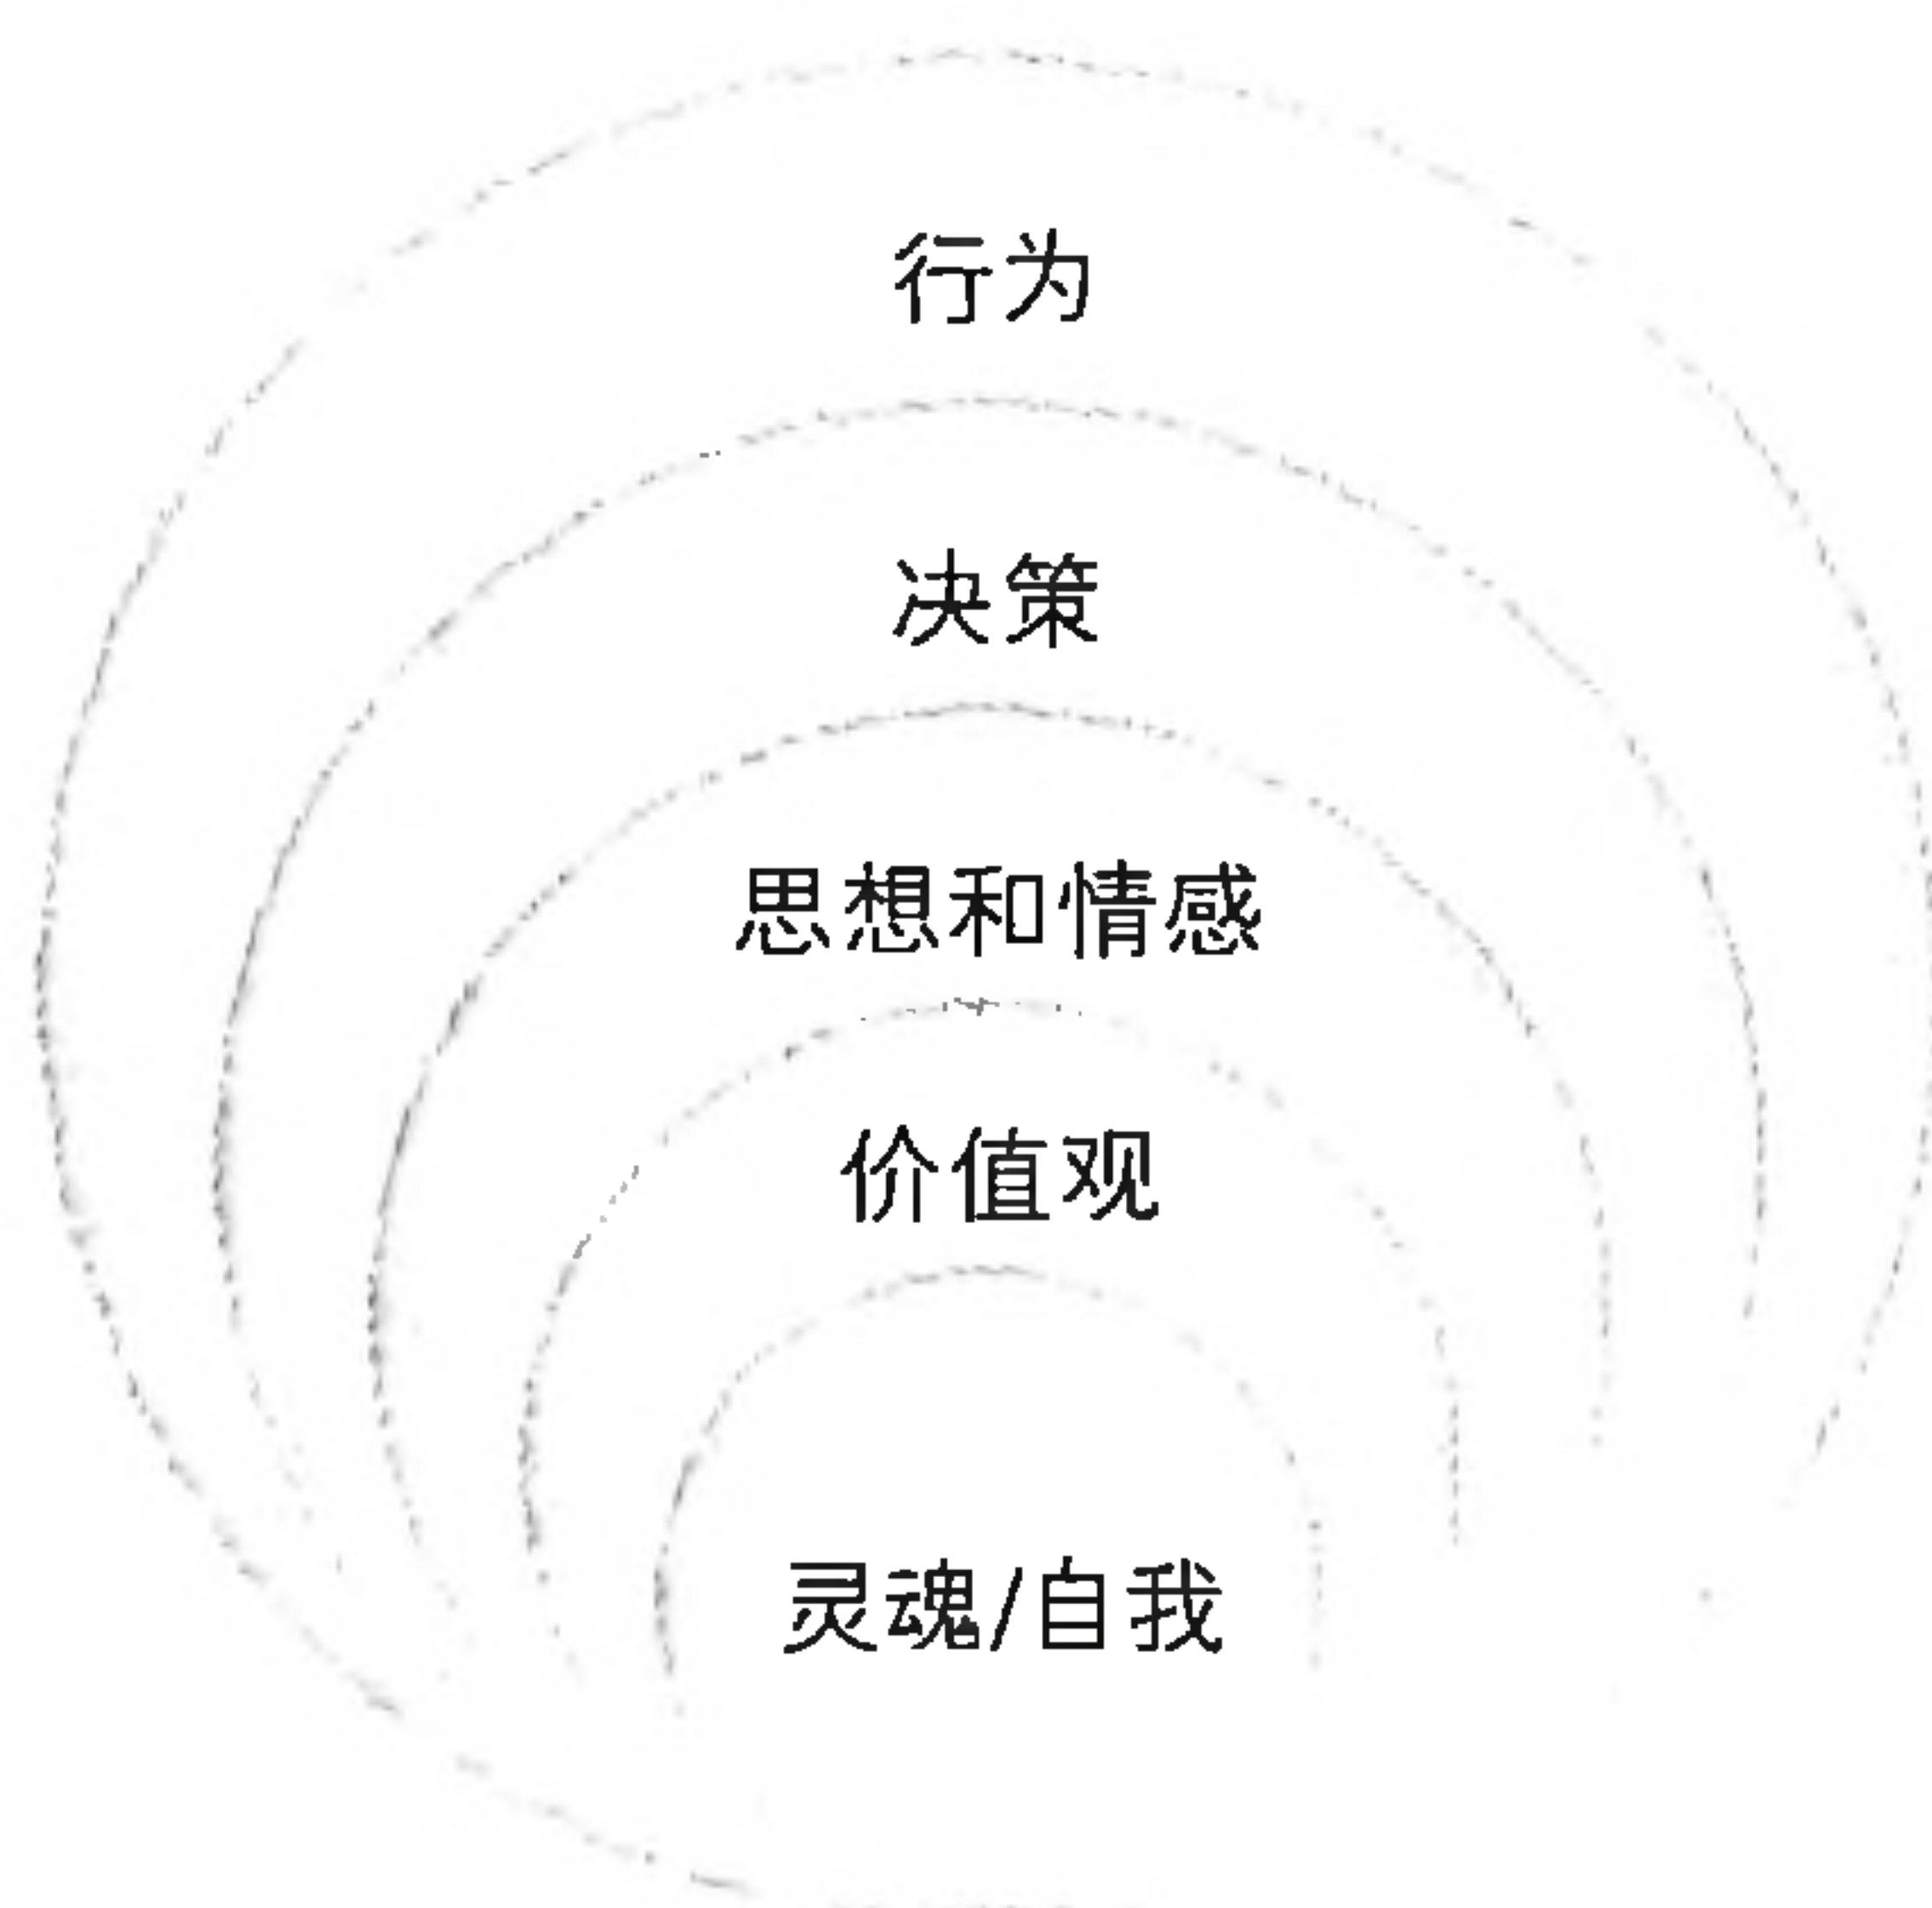 行为
决策
思想和情感
价值观
灵魂/自我